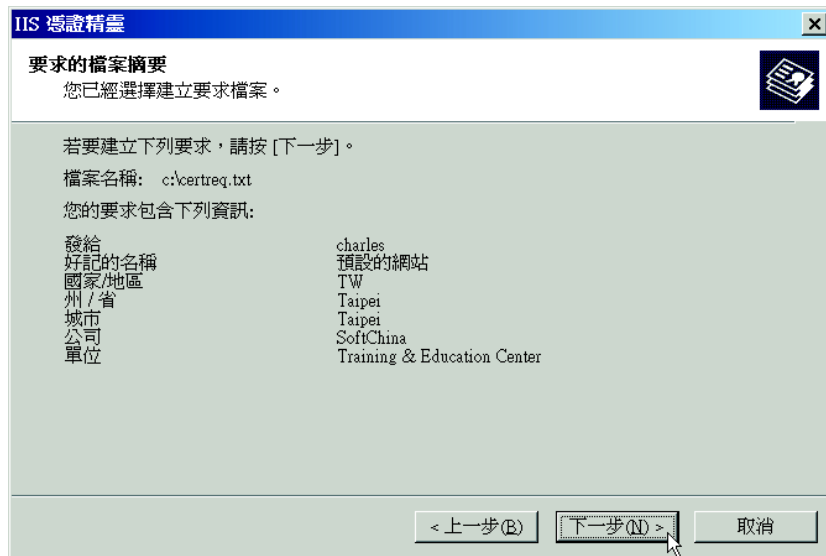 IIS 憑證精靈
要求的檔案摘要
您已經選擇建立要求檔案。
若要建立下列要求，請按 [下一步]。
檔案名稱: c:\certreq.txt
您的要求包含下列資訊:
發給 charles
好記的名稱 預設的網站
國家/地區 TW
州 / 省 Taipei
城市 Taipei
公司 SoftChina
單位 Training & Education Center
< 上一步(B) 下一步(N) > 取消